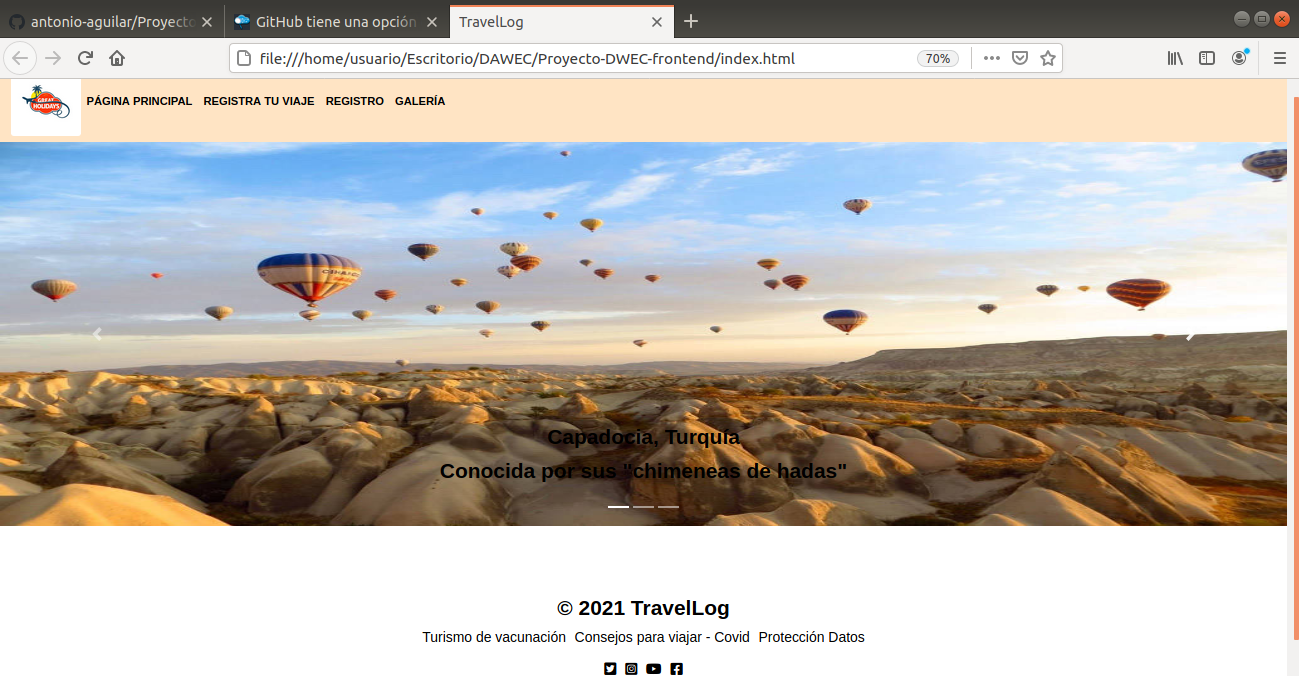 antonio-aguilar/Proyecto
GitHub tiene una opción
TravelLog
file:///home/usuario/Escritorio/DAWEC/Proyecto-DWEC-frontend/index.html
70%
GREAT
HOLIDAYS
PÁGINA PRINCIPAL REGISTRA TU VIAJE REGISTRO GALERÍA
Capadocia, Turquía
Conocida por sus "chimeneas de hadas"
© 2021 TravelLog
Turismo de vacunación Consejos para viajar - Covid Protección Datos